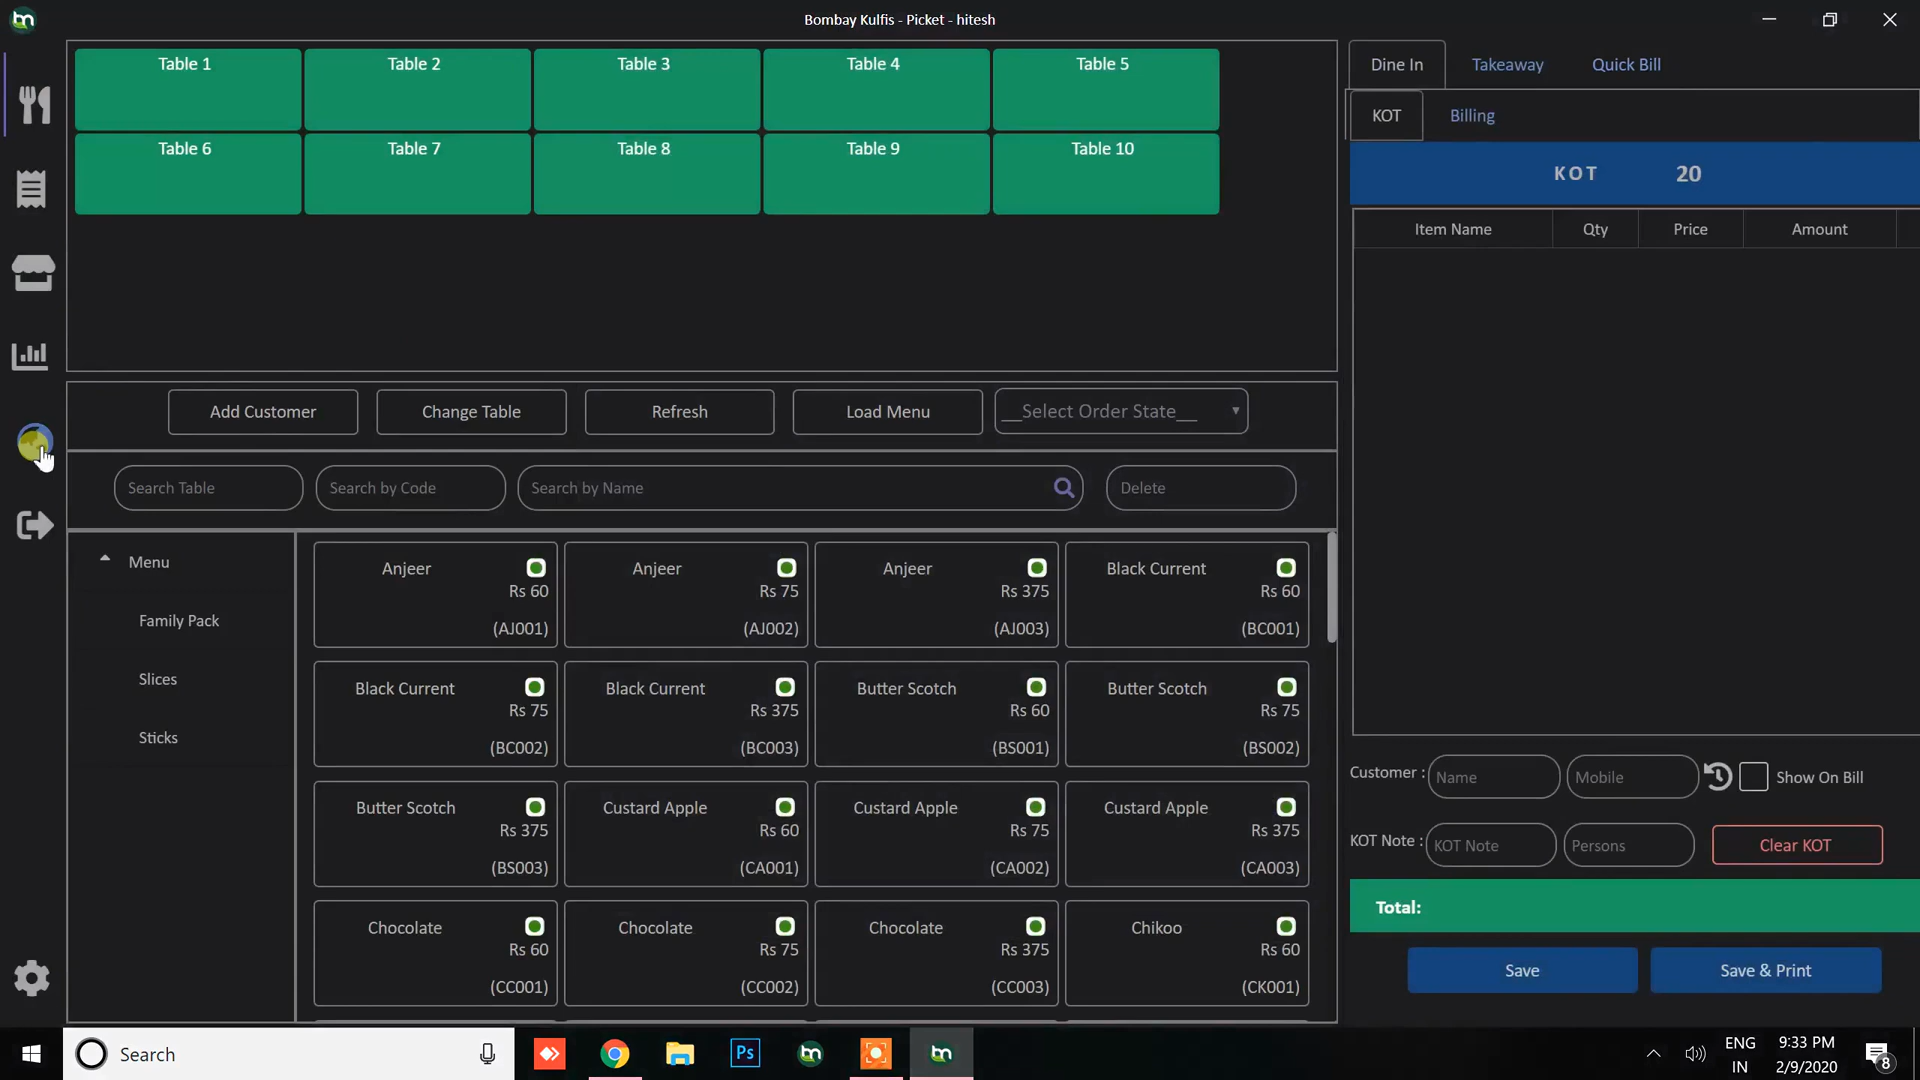 Bombay Kulfis - Picket - hitesh
Table 1
Table 2
Table 3
Table 4
Table 5
Table 6
Table 7
Table 8
Table 9
Table 10
Add Customer
Change Table
Refresh
Load Menu
__Select Order State__
Search Table
Search by Code
Search by Name
Delete
Menu
Family Pack
Slices
Sticks
Anjeer
Rs 60
(AJ001)
Anjeer
Rs 75
(AJ002)
Anjeer
Rs 375
(AJ003)
Black Current
Rs 60
(BC001)
Black Current
Rs 75
(BC002)
Black Current
Rs 375
(BC003)
Butter Scotch
Rs 60
(BS001)
Butter Scotch
Rs 75
(BS002)
Butter Scotch
Rs 375
(BS003)
Custard Apple
Rs 60
(CA001)
Custard Apple
Rs 75
(CA002)
Custard Apple
Rs 375
(CA003)
Chocolate
Rs 60
(CC001)
Chocolate
Rs 75
(CC002)
Chocolate
Rs 375
(CC003)
Chikoo
Rs 60
(CK001)
Dine In
Takeaway
Quick Bill
KOT
Billing
KOT 20
Item Name
Qty
Price
Amount
Customer :
Name
Mobile
Show On Bill
KOT Note :
KOT Note
Persons
Clear KOT
Total:
Save
Save & Print
Search
Ps
ENG
IN
9:33 PM
2/9/2020
8